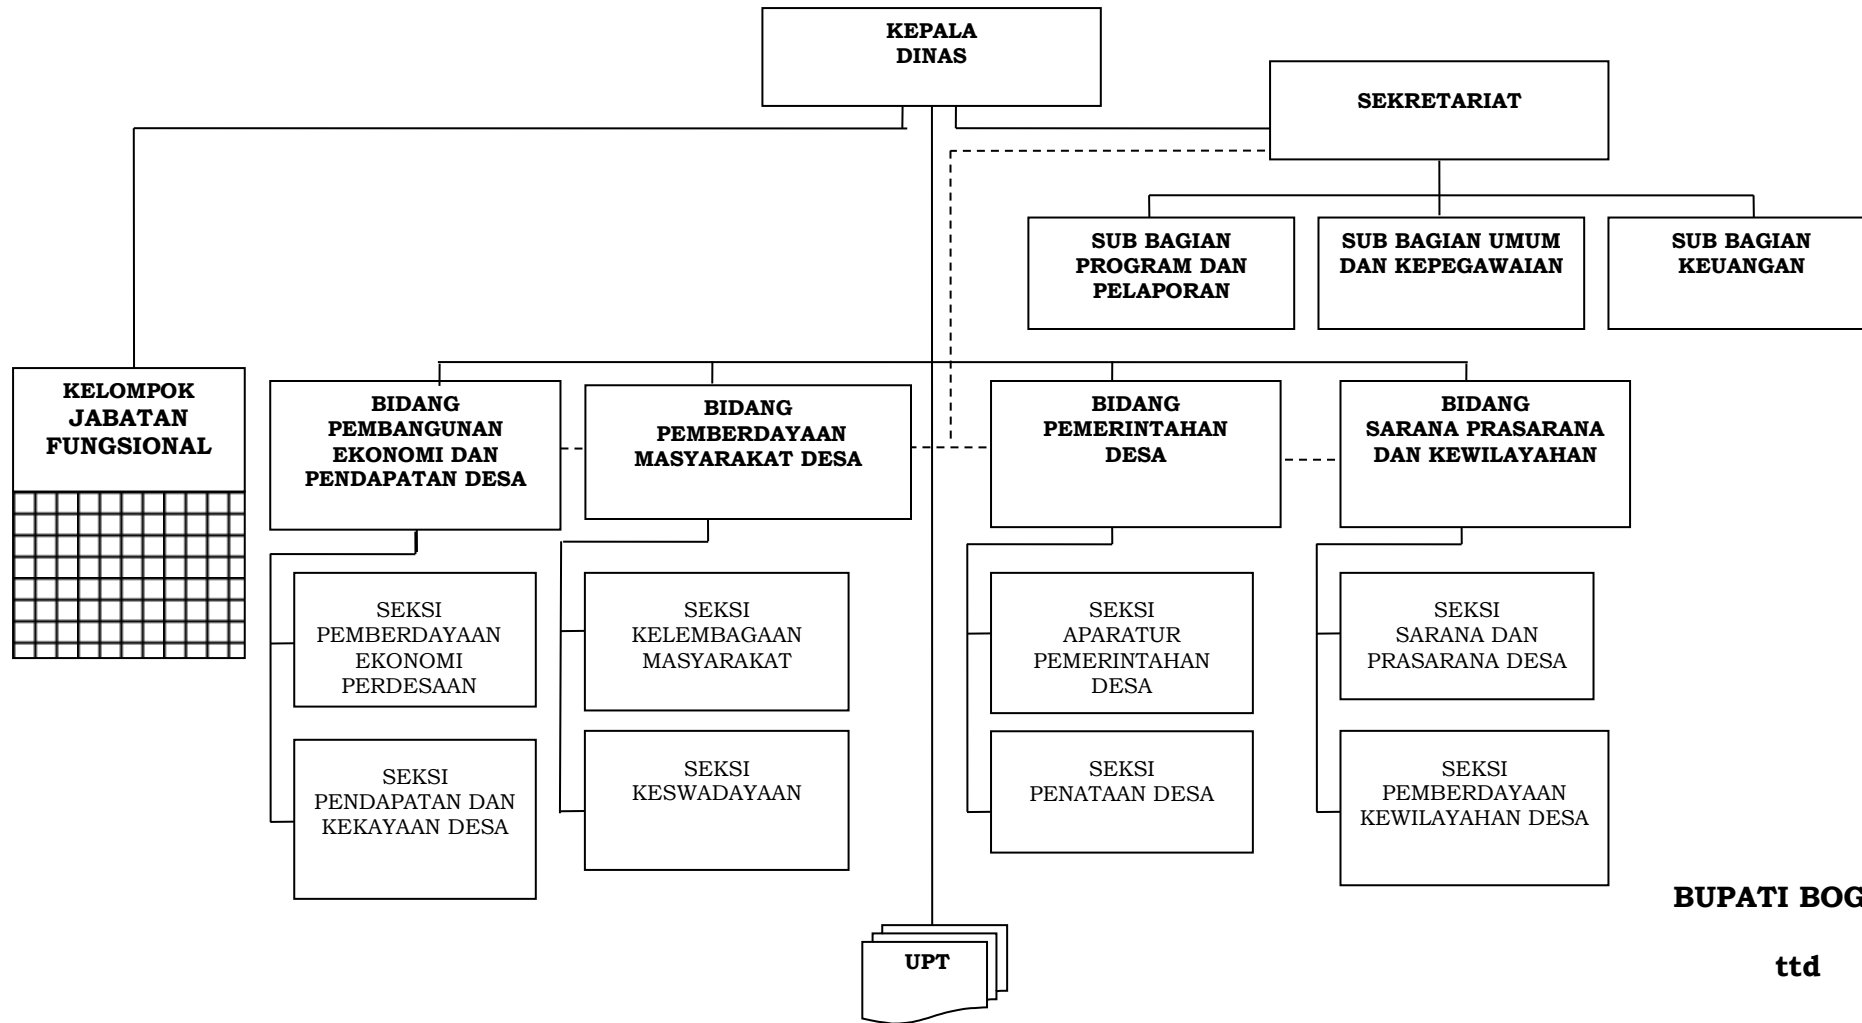 KEPALA
DINAS
SEKRETARIAT
SUB BAGIAN
PROGRAM DAN
PELAPORAN
SUB BAGIAN UMUM
DAN KEPEGAWAIAN
SUB BAGIAN
KEUANGAN
KELOMPOK
JABATAN
FUNGSIONAL
BIDANG
PEMBANGUNAN
EKONOMI DAN
PENDAPATAN DESA
BIDANG
PEMBERDAYAAN
MASYARAKAT DESA
BIDANG
PEMERINTAHAN
DESA
BIDANG
SARANA PRASARANA
DAN KEWILAYAHAN
SEKSI
PEMBERDAYAAN
EKONOMI
PERDESAAN
SEKSI
KELEMBAGAAN
MASYARAKAT
SEKSI
APARATUR
PEMERINTAHAN
DESA
SEKSI
SARANA DAN
PRASARANA DESA
SEKSI
PENDAPATAN DAN
KEKAYAAN DESA
SEKSI
KESWADAYAAN
SEKSI
PENATAAN DESA
SEKSI
PEMBERDAYAAN
KEWILAYAHAN DESA
BUPATI BOG
ttd
UPT